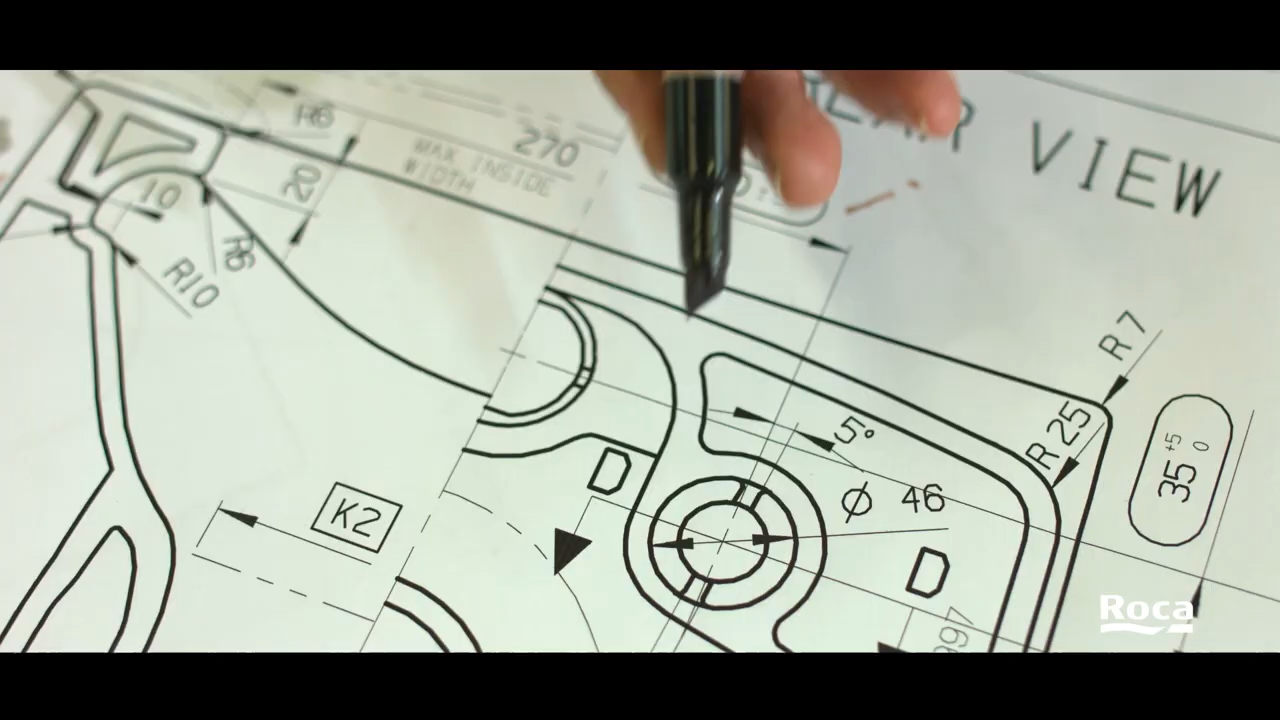 REAR VIEW
R6
270
MAX INSIDE
WIDTH
20
10
R6
R10
R7
R25
5°
35 +5 0
Ø 46
D
K2
D
Roca